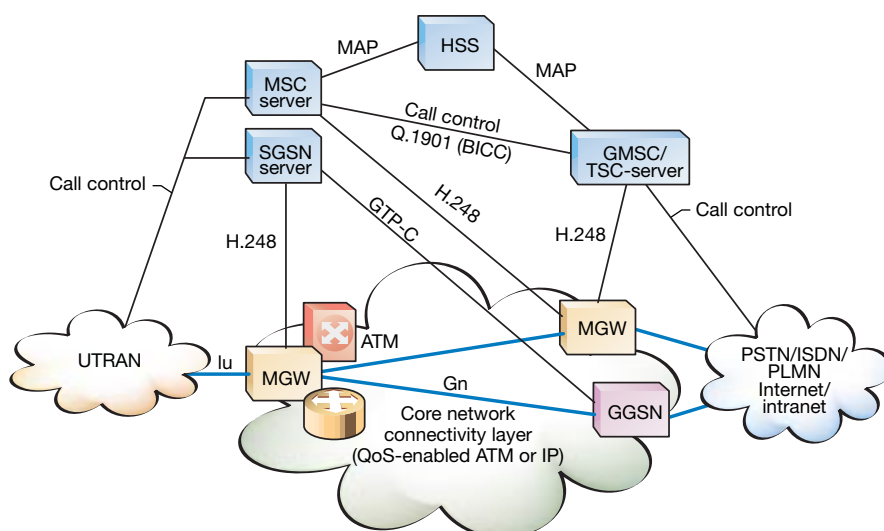 MAP
HSS
MAP
MSC
server
Call control
Q.1901 (BICC)
GMSC/
TSC-server
SGSN
server
Call control
H.248
GTP-C
H.248
H.248
Call control
ATM
MGW
UTRAN
Iu
MGW
Gn
PSTN/ISDN/
PLMN
Internet/
intranet
GGSN
Core network
connectivity layer
(QoS-enabled ATM or IP)